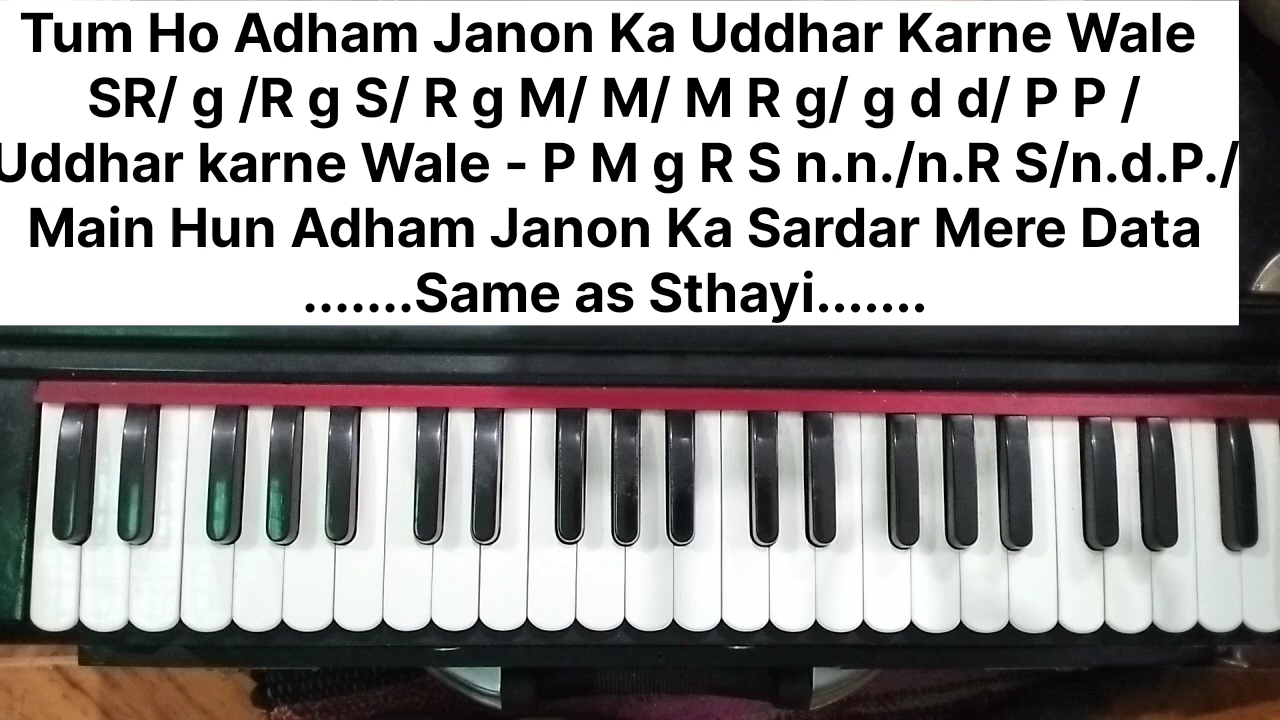 Tum Ho Adham Janon Ka Uddhar Karne Wale
SR/ g /R g S/ R g M/ M/ M R g/ g d d/ P P /
Uddhar karne Wale - P M g R S n.n./n.R S/n.d.P./
Main Hun Adham Janon Ka Sardar Mere Data
.......Same as Sthayi.......